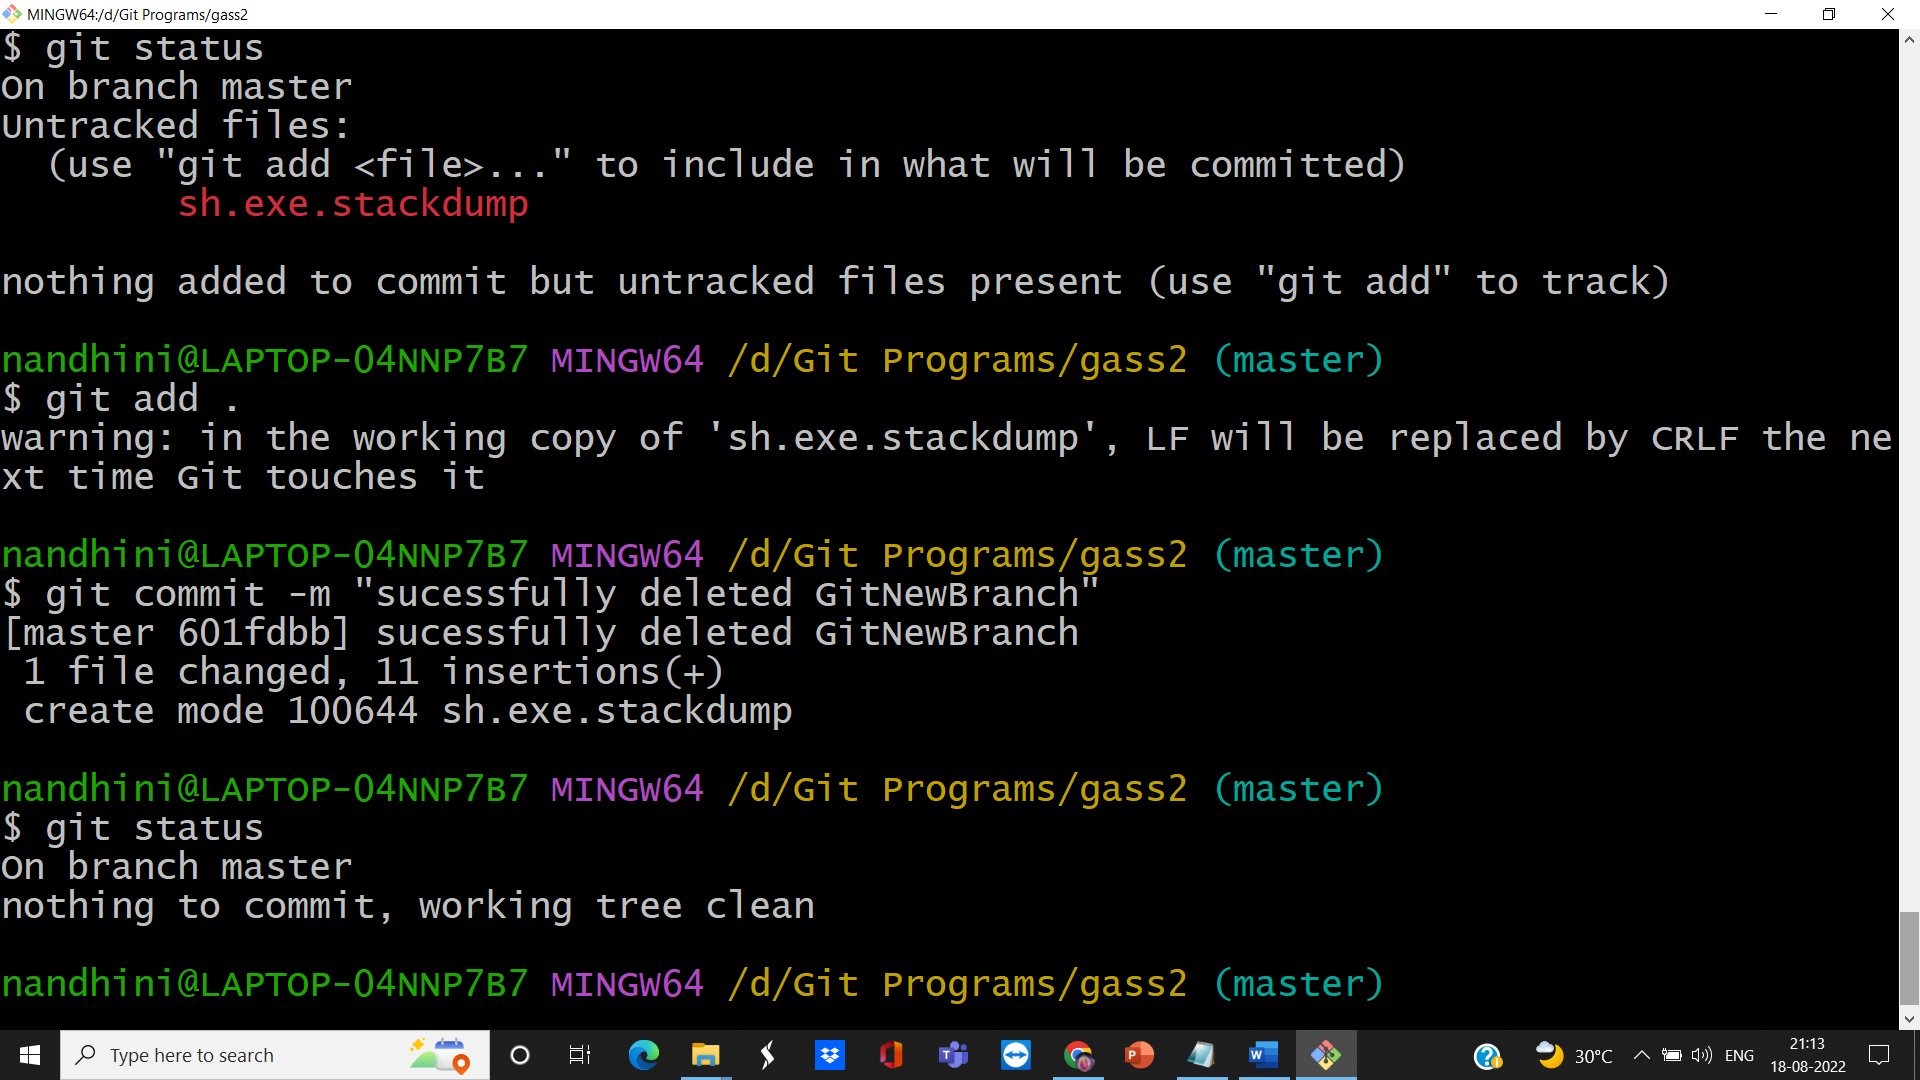 MINGW64:/d/Git Programs/gass2
$ git status
On branch master
Untracked files:
  (use "git add <file>..." to include in what will be committed)
        sh.exe.stackdump
nothing added to commit but untracked files present (use "git add" to track)
nandhini@LAPTOP-O4NNP7B7 MINGW64 /d/Git Programs/gass2 (master)
$ git add .
warning: in the working copy of 'sh.exe.stackdump', LF will be replaced by CRLF the ne
xt time Git touches it
nandhini@LAPTOP-O4NNP7B7 MINGW64 /d/Git Programs/gass2 (master)
$ git commit -m "sucessfully deleted GitNewBranch"
[master 601fdbb] sucessfully deleted GitNewBranch
 1 file changed, 11 insertions(+)
 create mode 100644 sh.exe.stackdump
nandhini@LAPTOP-O4NNP7B7 MINGW64 /d/Git Programs/gass2 (master)
$ git status
On branch master
nothing to commit, working tree clean
nandhini@LAPTOP-O4NNP7B7 MINGW64 /d/Git Programs/gass2 (master)
Type here to search
30°C
ENG
21:13
18-08-2022